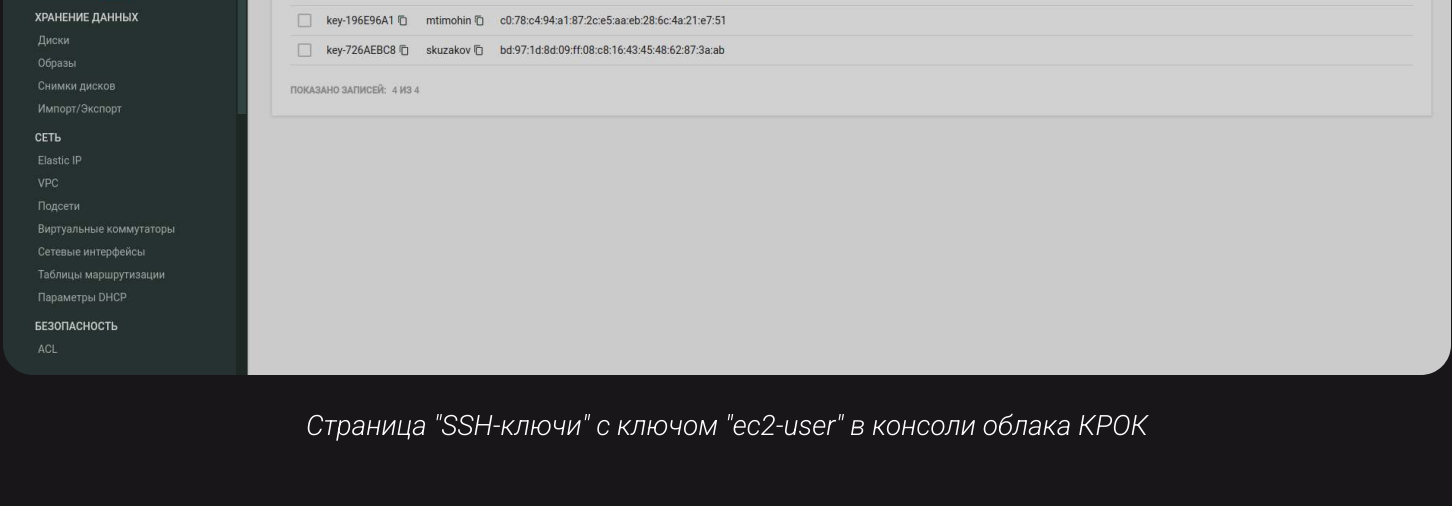 ХРАНЕНИЕ ДАННЫХ
Диски
Образы
Снимки дисков
Импорт/Экспорт
СЕТЬ
Elastic IP
VPC
Подсети
Виртуальные коммутаторы
Сетевые интерфейсы
Таблицы маршрутизации
Параметры DHCP
БЕЗОПАСНОСТЬ
ACL
key-196E96A1 mtimohin c0:78:c4:94:a1:87:2c:e5:aa:eb:28:6c:4a:21:e7:51
key-726AEBC8 skuzakov bd:97:1d:8d:09:ff:08:c8:16:43:45:48:62:87:3a:ab
ПОКАЗАНО ЗАПИСЕЙ: 4 ИЗ 4
Страница "SSH-ключи" с ключом "ec2-user" в консоли облака КРОК